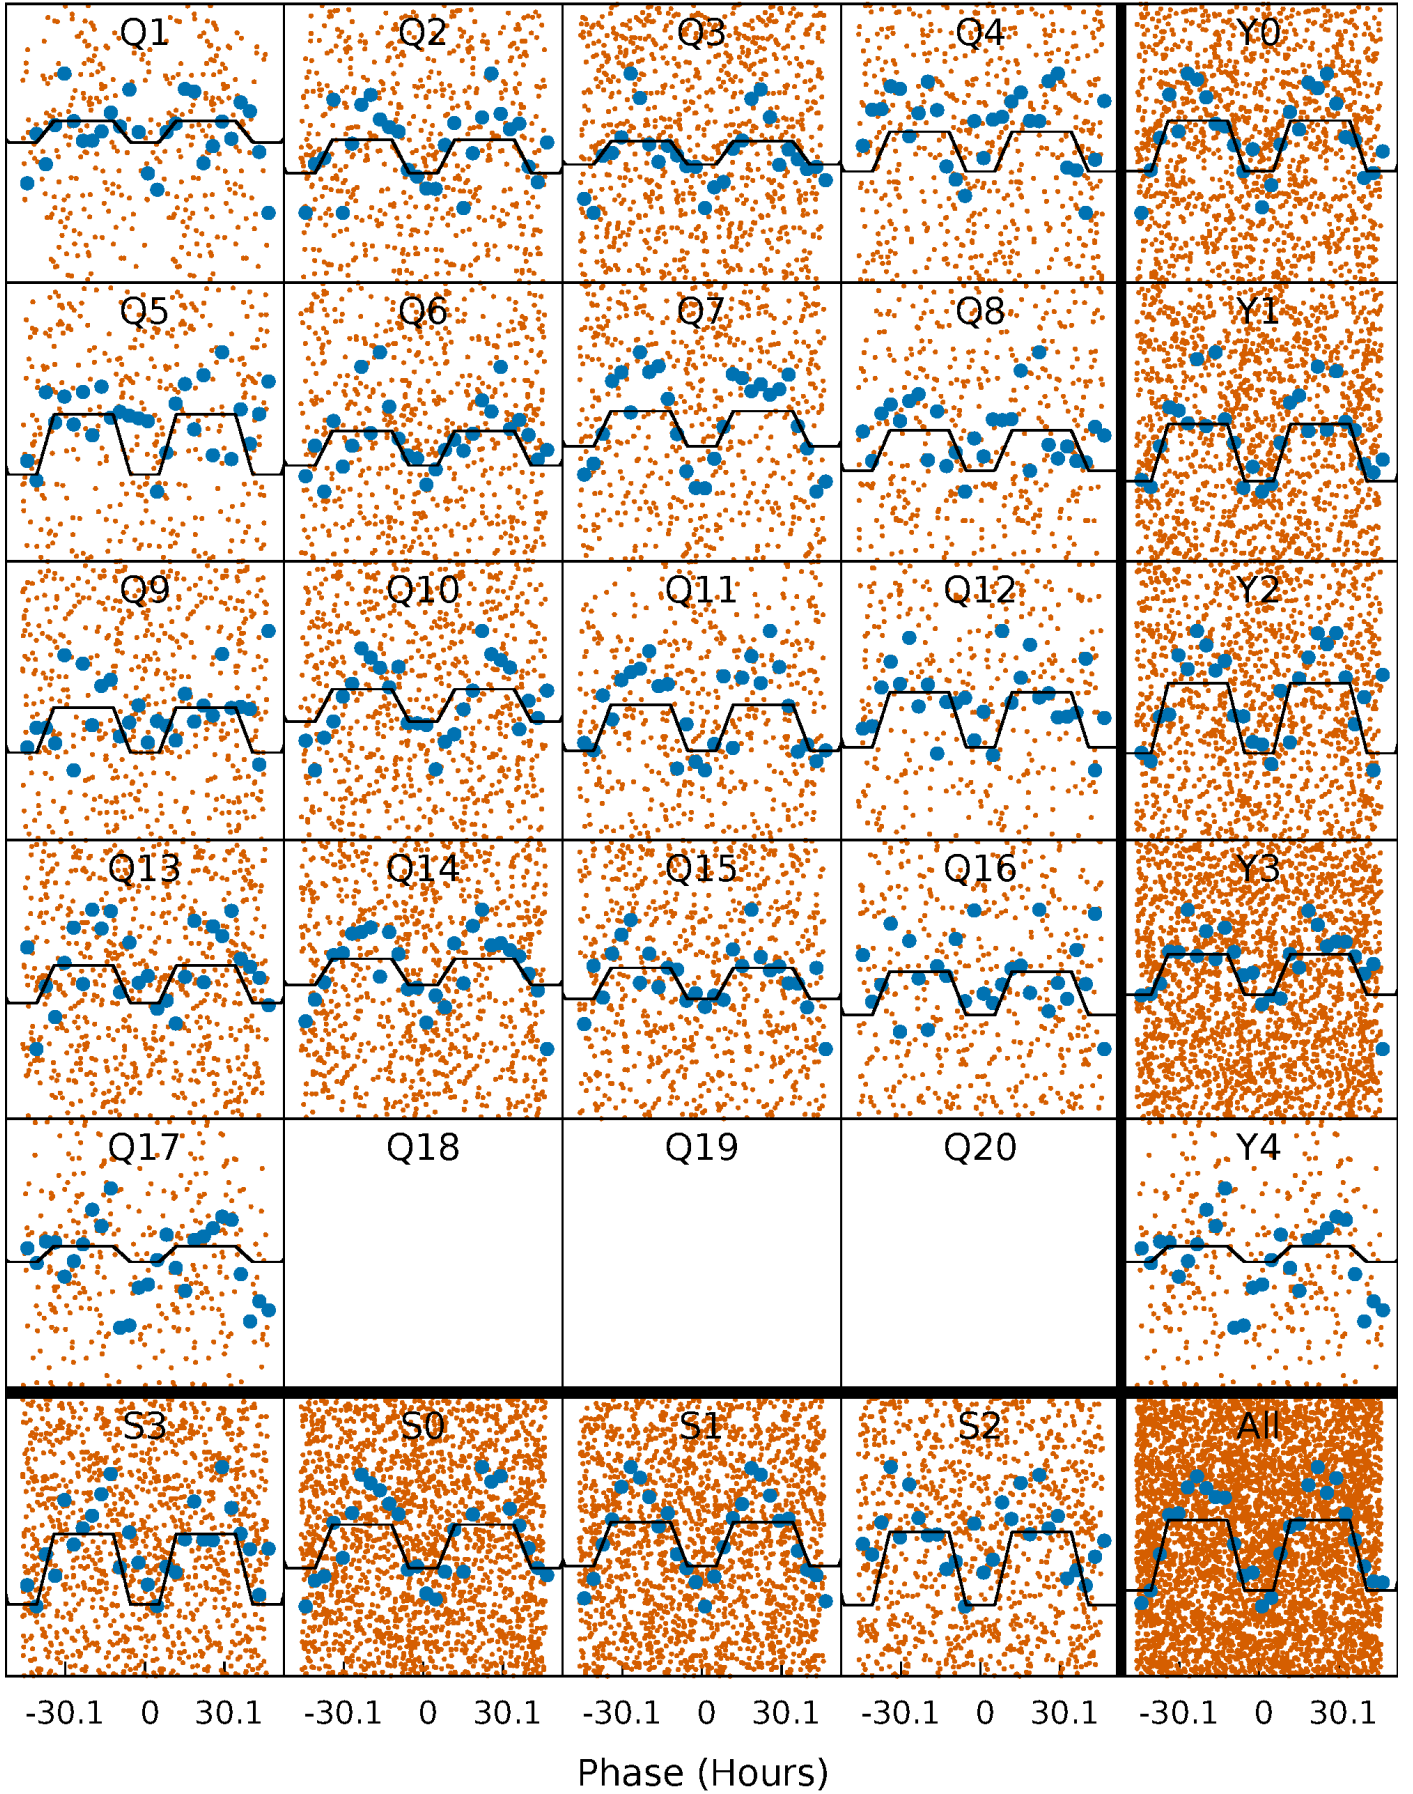 Q1 Q2 Q3 Q4 Y0
Q5 Q6 Q7 Q8 Y1
Q9 Q10 Q11 Q12 Y2
Q13 Q14 Q15 Q16 Y3
Q17 Q18 Q19 Q20 Y4
S3 S0 S1 S2 All
-30.1 0 30.1 -30.1 0 30.1 -30.1 0 30.1 -30.1 0 30.1 -30.1 0 30.1
Phase (Hours)